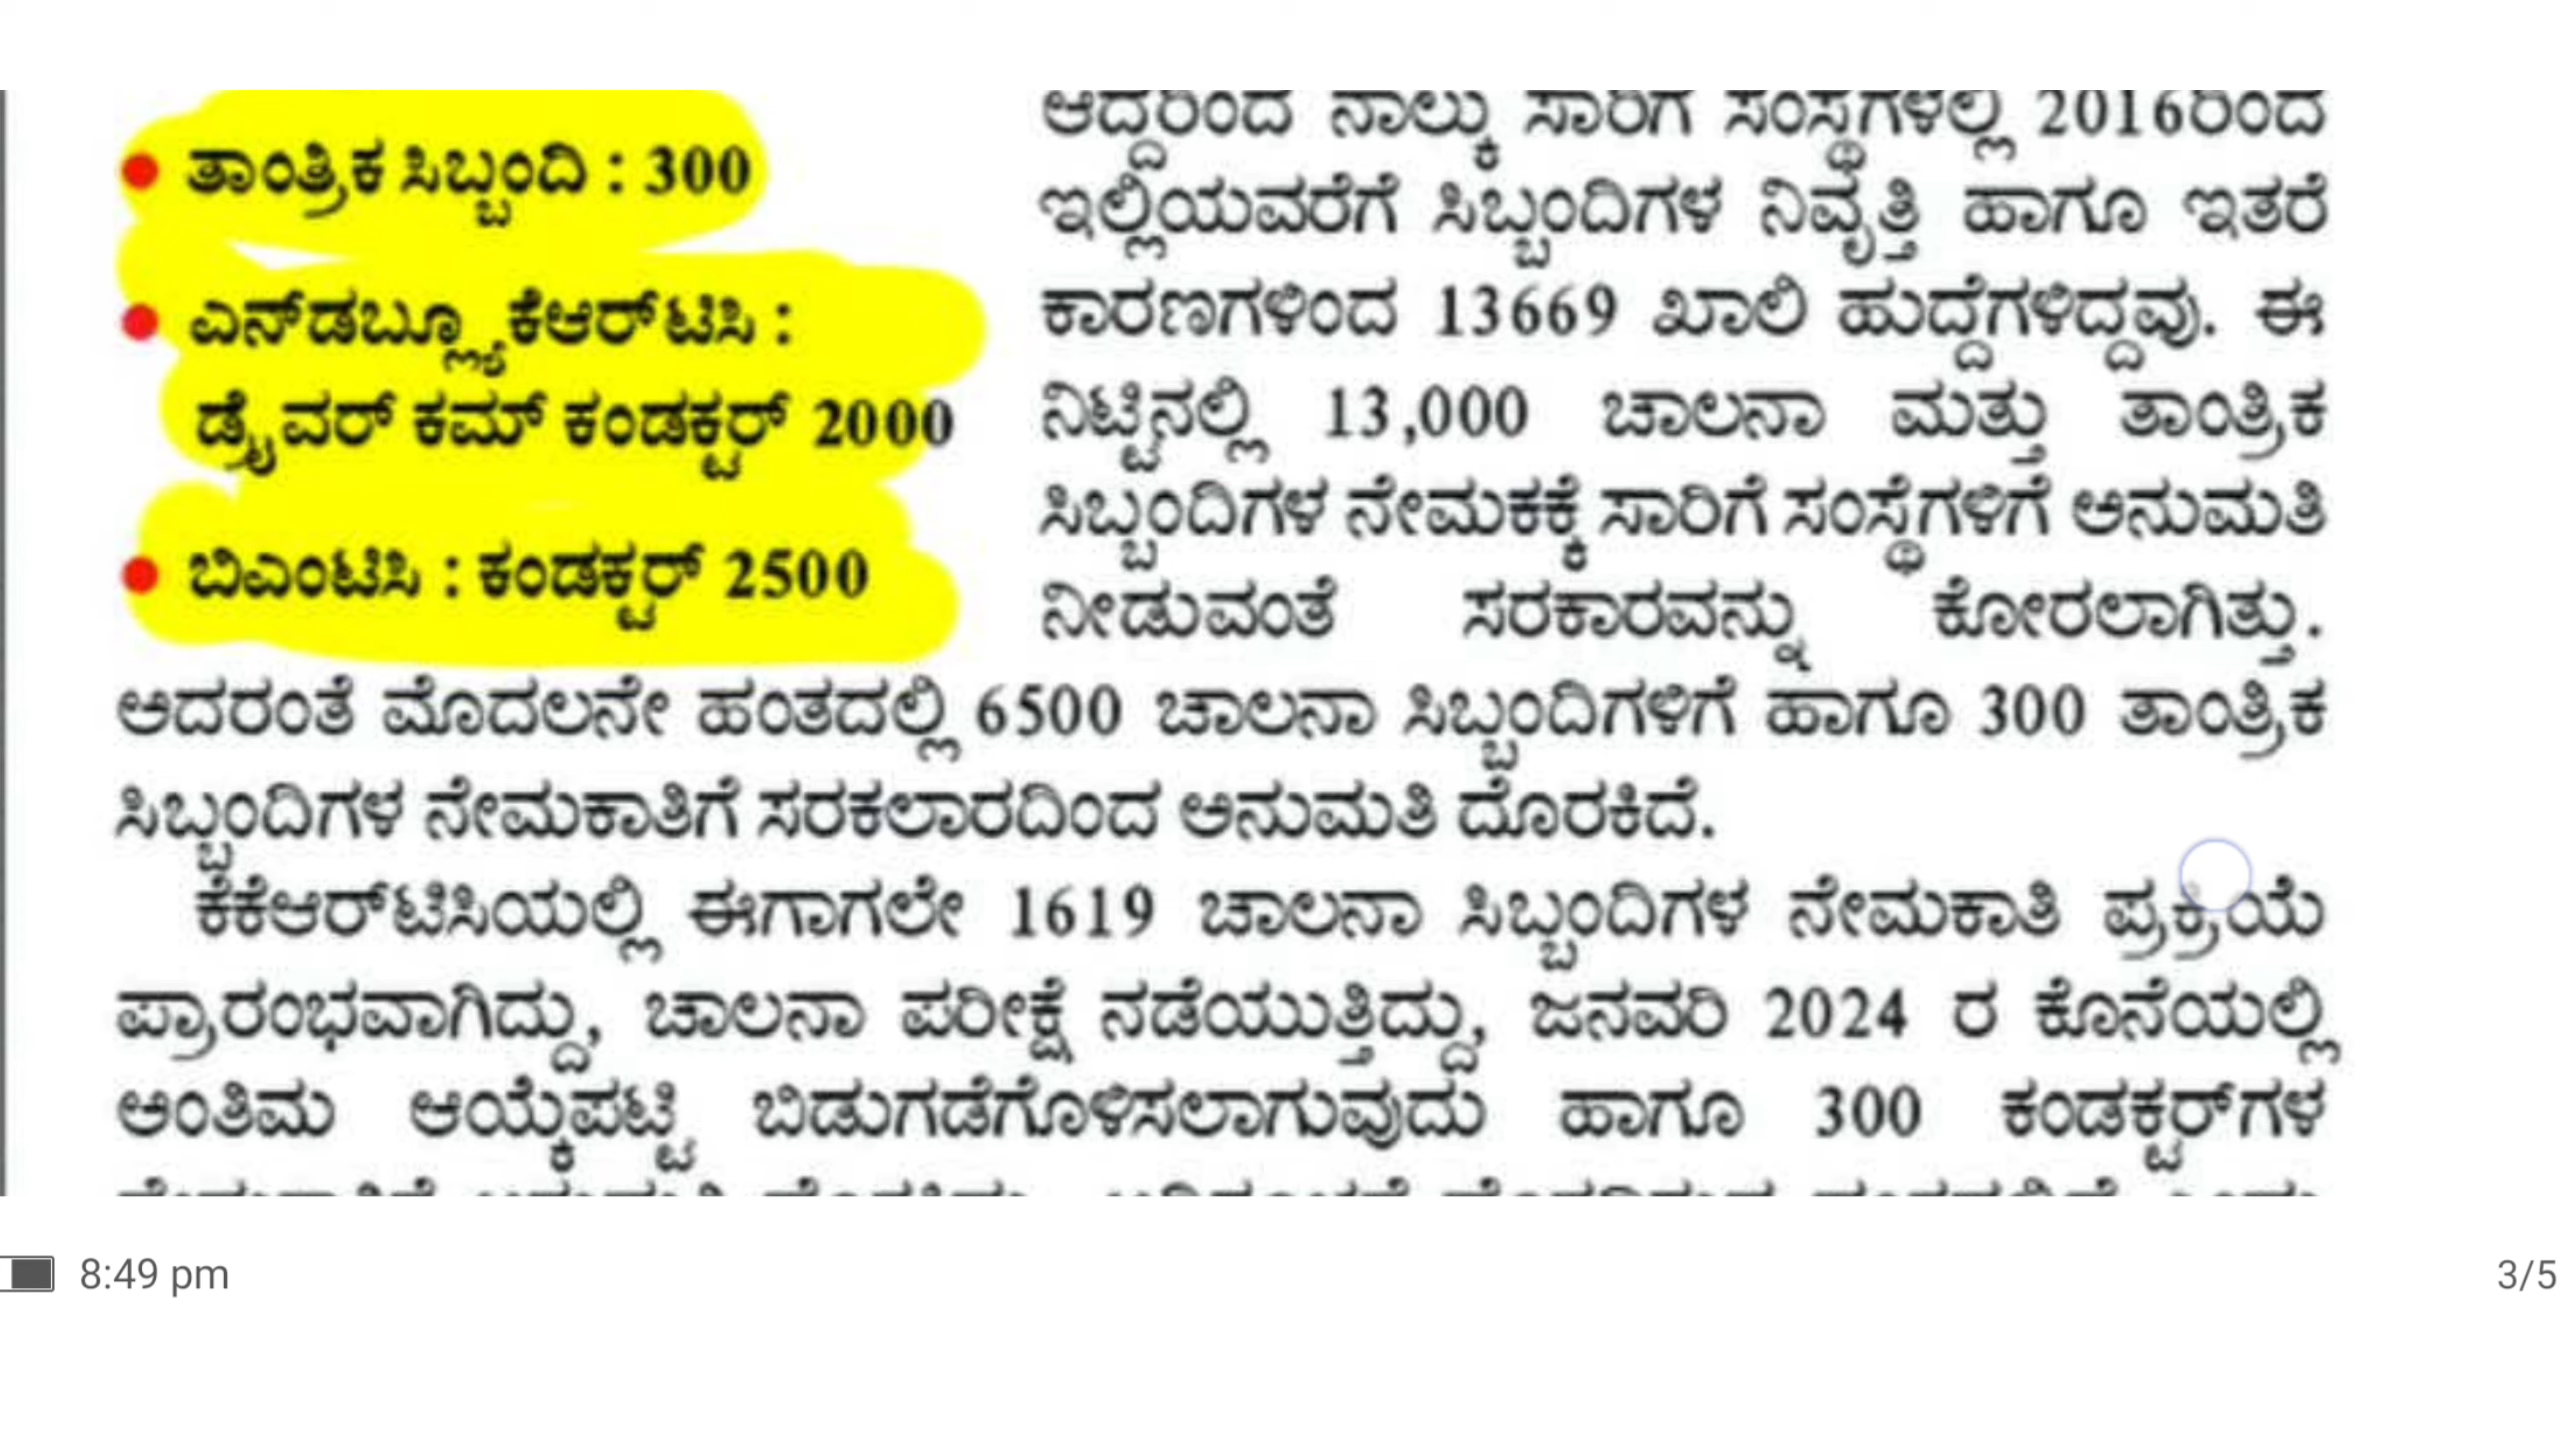 ತಾಂತ್ರಿಕ ಸಿಬ್ಬಂದಿ : 300
ಎನ್‌ಡಬ್ಲ್ಯೂಕೆಆರ್‌ಟಿಸಿ :
ಡ್ರೈವರ್ ಕಮ್ ಕಂಡಕ್ಟರ್ 2000
ಬಿಎಂಟಿಸಿ : ಕಂಡಕ್ಟರ್ 2500
ಆದ್ದರಿಂದ ನಾಲ್ಕು ಸಾರಿಗೆ ಸಂಸ್ಥೆಗಳಲ್ಲಿ 2016ರಿಂದ
ಇಲ್ಲಿಯವರೆಗೆ ಸಿಬ್ಬಂದಿಗಳ ನಿವೃತ್ತಿ ಹಾಗೂ ಇತರೆ
ಕಾರಣಗಳಿಂದ 13669 ಖಾಲಿ ಹುದ್ದೆಗಳಿದ್ದವು. ಈ
ನಿಟ್ಟಿನಲ್ಲಿ 13,000 ಚಾಲನಾ ಮತ್ತು ತಾಂತ್ರಿಕ
ಸಿಬ್ಬಂದಿಗಳ ನೇಮಕಕ್ಕೆ ಸಾರಿಗೆ ಸಂಸ್ಥೆಗಳಿಗೆ ಅನುಮತಿ
ನೀಡುವಂತೆ ಸರಕಾರವನ್ನು ಕೋರಲಾಗಿತ್ತು.
ಅದರಂತೆ ಮೊದಲನೇ ಹಂತದಲ್ಲಿ 6500 ಚಾಲನಾ ಸಿಬ್ಬಂದಿಗಳಿಗೆ ಹಾಗೂ 300 ತಾಂತ್ರಿಕ
ಸಿಬ್ಬಂದಿಗಳ ನೇಮಕಾತಿಗೆ ಸರಕಲಾರದಿಂದ ಅನುಮತಿ ದೊರಕಿದೆ.
ಕೆಕೆಆರ್‌ಟಿಸಿಯಲ್ಲಿ ಈಗಾಗಲೇ 1619 ಚಾಲನಾ ಸಿಬ್ಬಂದಿಗಳ ನೇಮಕಾತಿ ಪ್ರಕ್ರಿಯೆ
ಪ್ರಾರಂಭವಾಗಿದ್ದು, ಚಾಲನಾ ಪರೀಕ್ಷೆ ನಡೆಯುತ್ತಿದ್ದು, ಜನವರಿ 2024 ರ ಕೊನೆಯಲ್ಲಿ
ಅಂತಿಮ ಆಯ್ಕೆಪಟ್ಟಿ ಬಿಡುಗಡೆಗೊಳಿಸಲಾಗುವುದು ಹಾಗೂ 300 ಕಂಡಕ್ಟರ್‌ಗಳ
8:49 pm
3/5